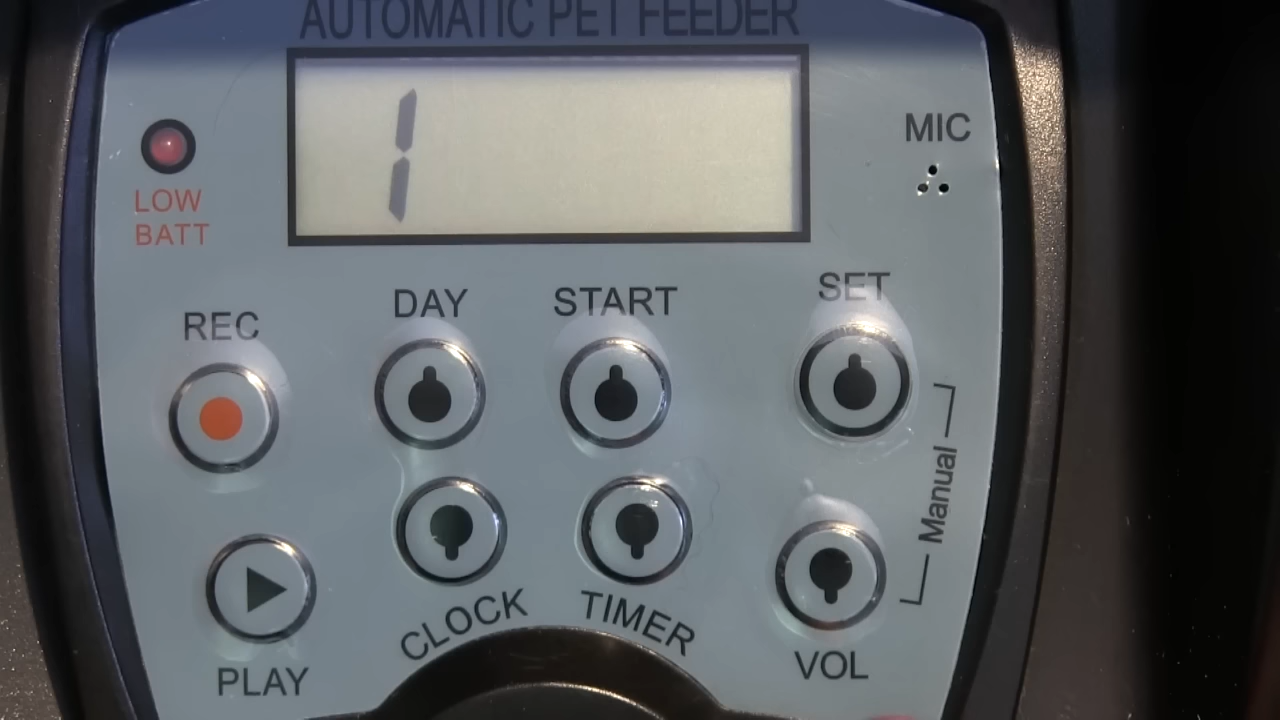 AUTOMATIC PET FEEDER
1
MIC
LOW
BATT
REC
DAY
START
SET
Manual
CLOCK
TIMER
PLAY
VOL